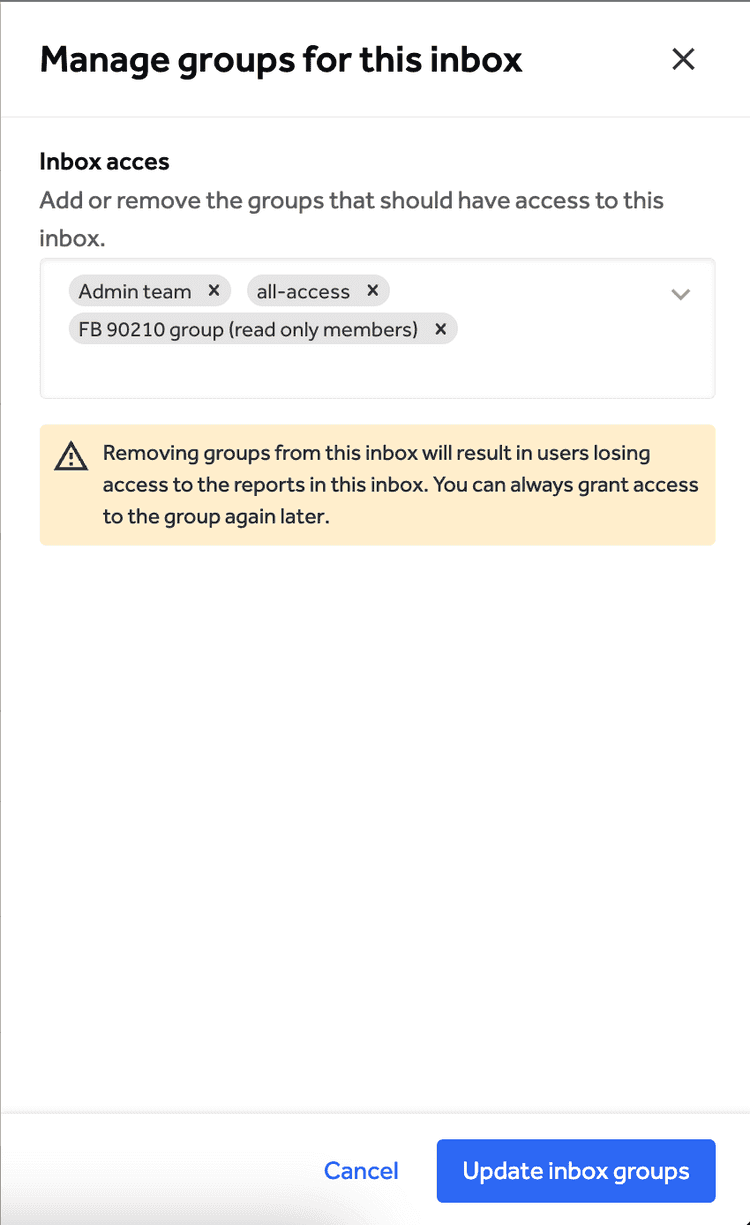 Manage groups for this inbox
Inbox acces
Add or remove the groups that should have access to this
inbox.
Admin team × all-access ×
FB 90210 group (read only members) ×
Removing groups from this inbox will result in users losing
access to the reports in this inbox. You can always grant access
to the group again later.
Cancel Update inbox groups